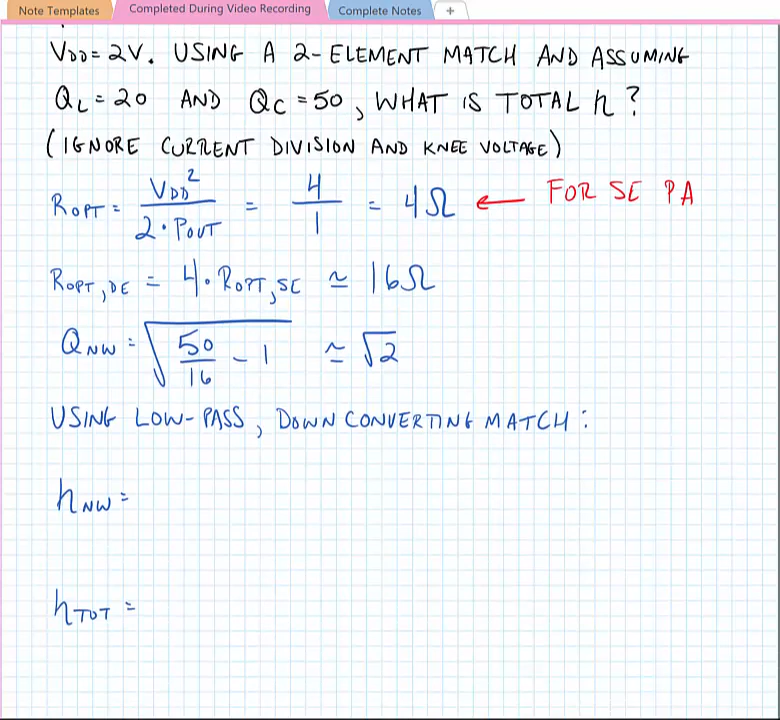 Note Templates
Completed During Video Recording
Complete Notes
+
VDD = 2V. USING A 2-ELEMENT MATCH AND ASSUMING
QL = 20 AND QC = 50, WHAT IS TOTAL η?
(IGNORE CURRENT DIVISION AND KNEE VOLTAGE)
ROPT = VDD² / 2·POUT = 4/1 = 4Ω ← FOR SE PA
ROPT,DE = 4·ROPT,SE ≃ 16Ω
QNW = √(50/16 - 1) ≃ √2
USING LOW-PASS, DOWN CONVERTING MATCH:
ηNW =
ηTOT =